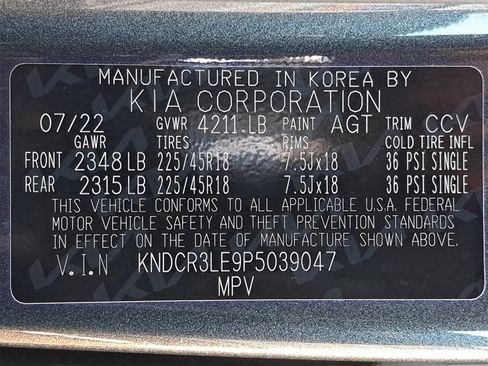 MANUFACTURED IN KOREA BY
KIA CORPORATION
07/22 GVWR 4211 LB PAINT AGT TRIM CCV
GAWR TIRES RIMS COLD TIRE INFL
FRONT 2348 LB 225/45R18 7.5Jx18 36 PSI SINGLE
REAR 2315 LB 225/45R18 7.5Jx18 36 PSI SINGLE
THIS VEHICLE CONFORMS TO ALL APPLICABLE U.S.A. FEDERAL
MOTOR VEHICLE SAFETY AND THEFT PREVENTION STANDARDS
IN EFFECT ON THE DATE OF MANUFACTURE SHOWN ABOVE.
V.I.N KNDCR3LE9P5039047
MPV